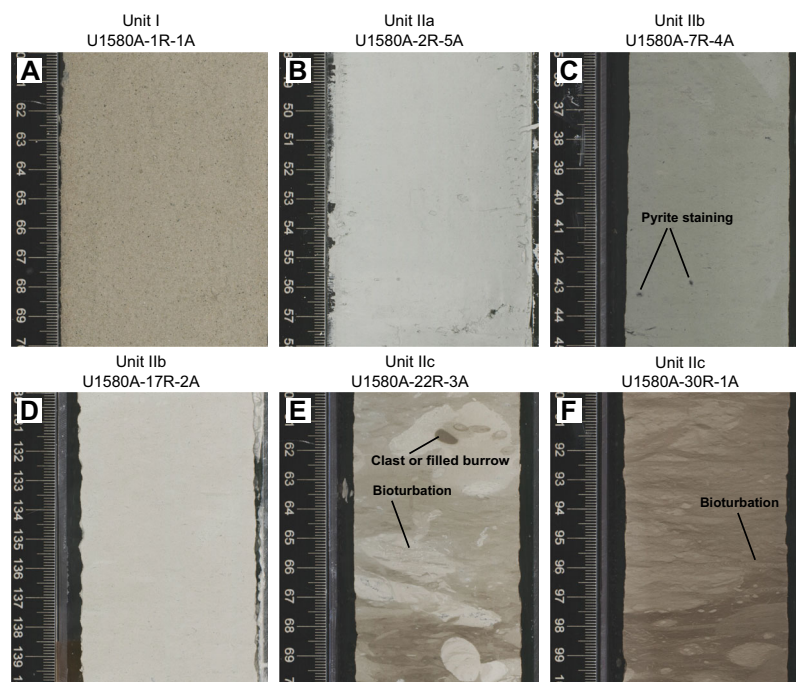 Unit I
U1580A-1R-1A
A
62
63
64
65
66
67
68
69
Unit IIa
U1580A-2R-5A
B
50
51
52
53
54
55
56
57
Unit IIb
U1580A-7R-4A
C
37
38
39
40
41
42
43
44
Pyrite staining
Unit IIb
U1580A-17R-2A
D
132
133
134
135
136
137
138
139
Unit IIc
U1580A-22R-3A
E
62
63
64
65
66
67
68
69
Clast or filled burrow
Bioturbation
Unit IIc
U1580A-30R-1A
F
92
93
94
95
96
97
98
99
Bioturbation